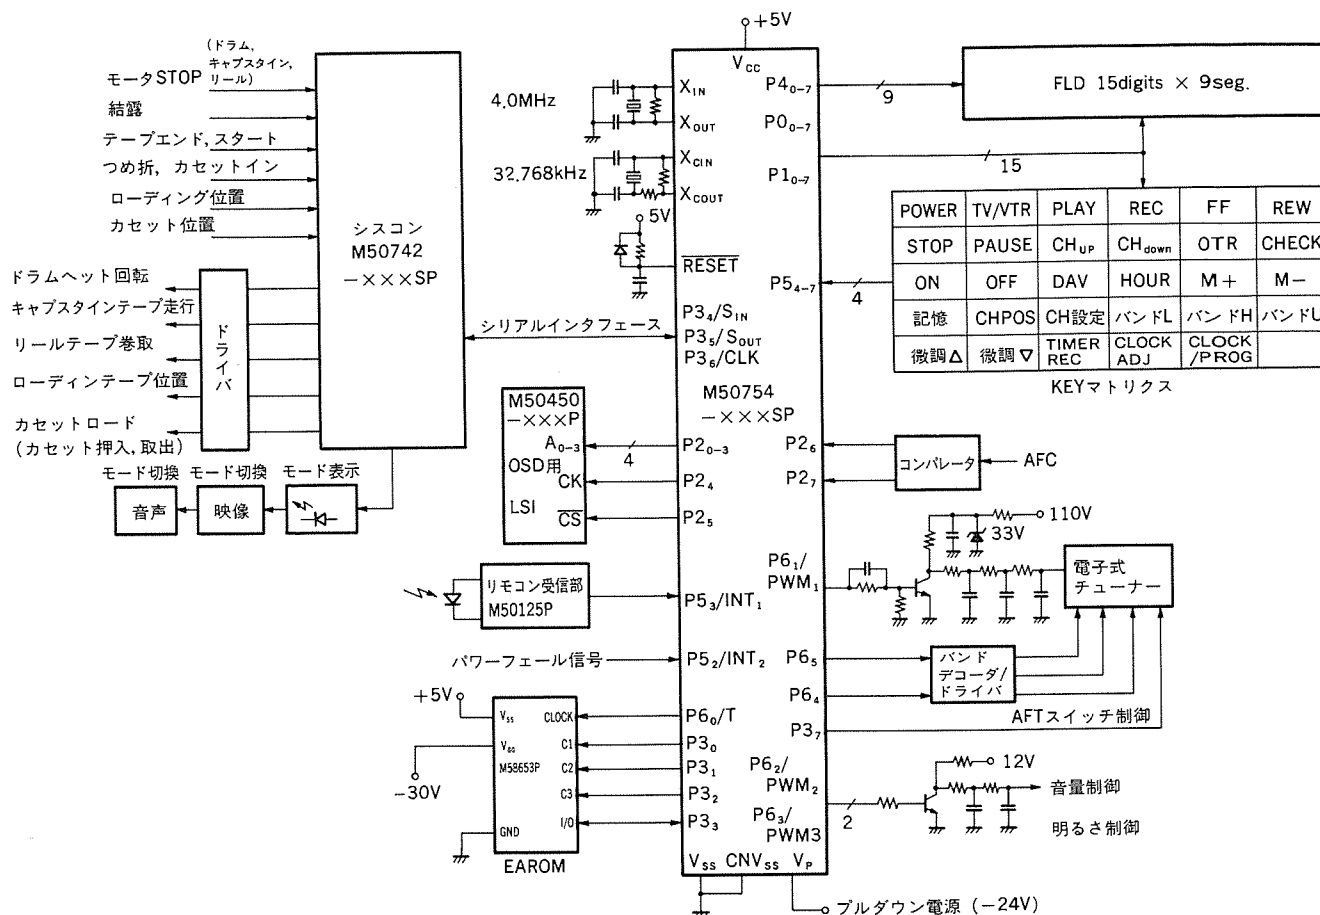 (ドラム,
キャプスタイン,
リール)
モータSTOP
結露
テープエンド, スタート
つめ折, カセットイン
ローディング位置
カセット位置
シスコン
M50742
-×××SP
ドラムヘット回転
キャプスタインテープ走行
リールテープ巻取
ローディンテープ位置
カセットロード
(カセット押入, 取出)
ドライバ
モード切換
モード切換
モード表示
音声
映像
4.0MHz
32.768kHz
5V
シリアルインタフェース
M50450
-×××P
A0-3
OSD用
CK
LSI
CS
4
リモコン受信部
M50125P
パワーフェール信号
+5V
-30V
VSS
CLOCK
VGG
C1
M58653P
C2
C3
GND
I/O
EAROM
+5V
VCC
XIN
XOUT
XCIN
XCOUT
RESET
P34/SIN
P35/SOUT
P36/CLK
M50754
-×××SP
P20-3
P24
P25
P53/INT1
P52/INT2
P60/T
P30
P31
P32
P33
VSS
CNVSS
VP
プルダウン電源 (-24V)
P40-7
P00-7
P10-7
P54-7
P26
P27
P61/
PWM1
P65
P64
P37
P62/
PWM2
P63/
PWM3
9
FLD 15digits × 9seg.
15
4
POWER TV/VTR PLAY REC FF REW
STOP PAUSE CHUP CHdown OTR CHECK
ON OFF DAV HOUR M+ M-
記憶 CHPOS CH設定 バンドL バンドH バンドU
微調△ 微調▽ TIMER REC CLOCK ADJ CLOCK /PROG
KEYマトリクス
コンパレータ
AFC
110V
33V
電子式
チューナー
バンド
デコーダ/
ドライバ
AFTスイッチ制御
12V
2
音量制御
明るさ制御